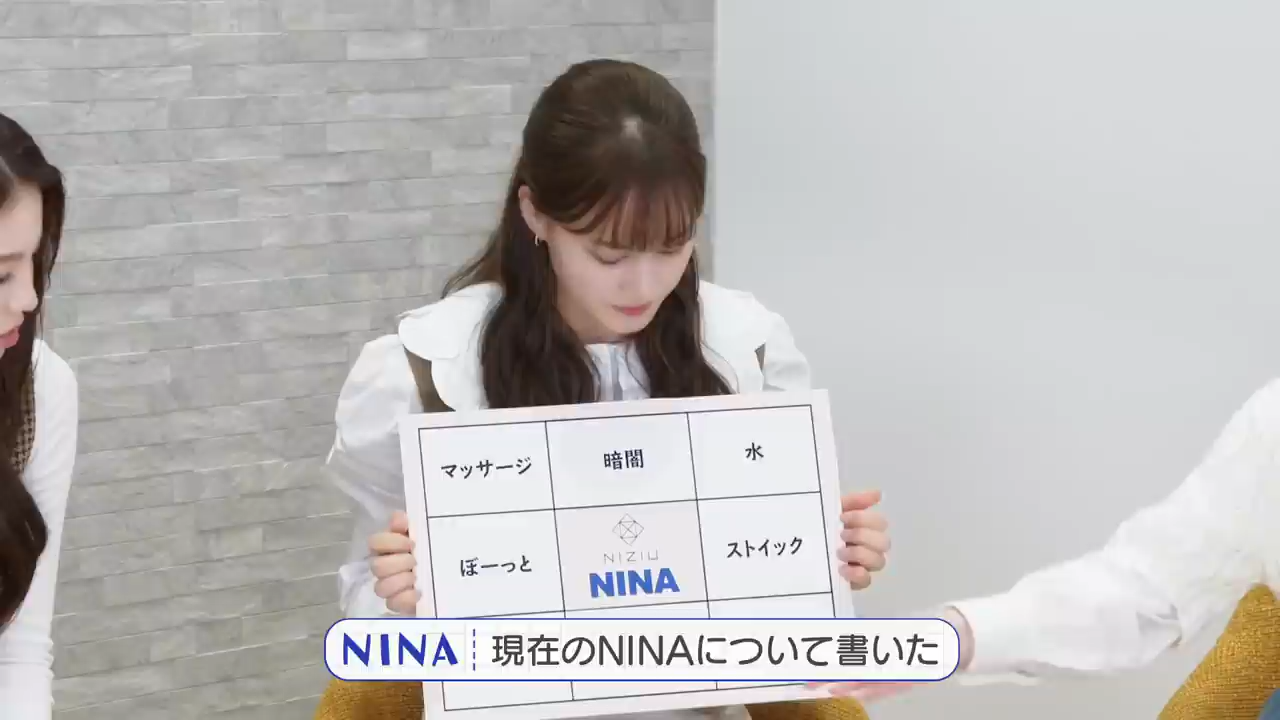 マッサージ
暗闇
水
ぼーっと
NIZIU
NINA
ストイック
NINA 現在のNINAについて書いた